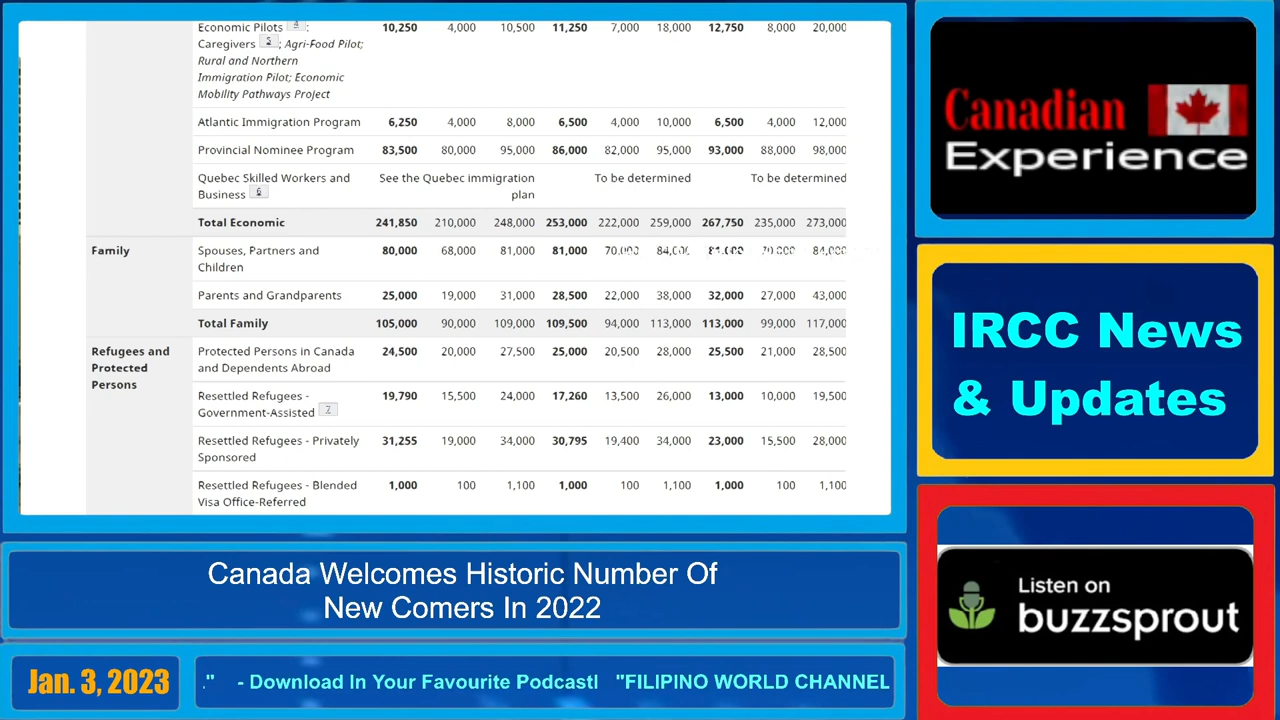 Economic Pilots 4 ; 10,250 4,000 10,500 11,250 7,000 18,000 12,750 8,000 20,000
Caregivers 5 ; Agri-Food Pilot;
Rural and Northern
Immigration Pilot; Economic
Mobility Pathways Project
Atlantic Immigration Program 6,250 4,000 8,000 6,500 4,000 10,000 6,500 4,000 12,000
Provincial Nominee Program 83,500 80,000 95,000 86,000 82,000 95,000 93,000 88,000 98,000
Quebec Skilled Workers and See the Quebec immigration To be determined To be determined
Business 6 plan
Total Economic 241,850 210,000 248,000 253,000 222,000 259,000 267,750 235,000 273,000
Family Spouses, Partners and 80,000 68,000 81,000 81,000 70,000 84,000 81,000 70,000 84,000
Children
Parents and Grandparents 25,000 19,000 31,000 28,500 22,000 38,000 32,000 27,000 43,000
Total Family 105,000 90,000 109,000 109,500 94,000 113,000 113,000 99,000 117,000
Refugees and Protected Persons in Canada 24,500 20,000 27,500 25,000 20,500 28,000 25,500 21,000 28,500
Protected and Dependents Abroad
Persons
Resettled Refugees - 19,790 15,500 24,000 17,260 13,500 26,000 13,000 10,000 19,500
Government-Assisted 7
Resettled Refugees - Privately 31,255 19,000 34,000 30,795 19,400 34,000 23,000 15,500 28,000
Sponsored
Resettled Refugees - Blended 1,000 100 1,100 1,000 100 1,100 1,000 100 1,100
Visa Office-Referred
Canadian
Experience
IRCC News
& Updates
Listen on
buzzsprout
Canada Welcomes Historic Number Of
New Comers In 2022
Jan. 3, 2023
." - Download In Your Favourite Podcast! "FILIPINO WORLD CHANNEL